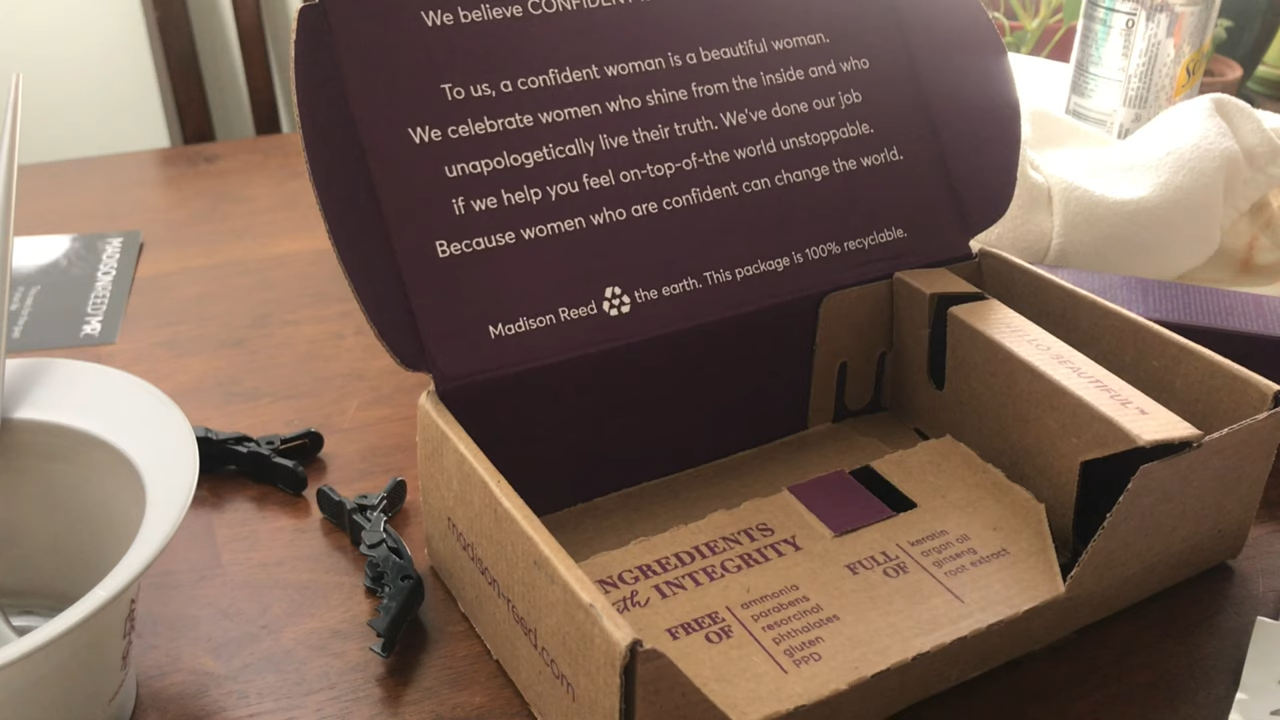 We believe CONFIDENT
To us, a confident woman is a beautiful woman.
We celebrate women who shine from the inside and who
unapologetically live their truth. We've done our job
if we help you feel on-top-of-the world unstoppable.
Because women who are confident can change the world.
Madison Reed the earth. This package is 100% recyclable.
MADISON REED MR.
HELLO BEAUTIFUL™
NGREDIENTS
with INTEGRITY
FREE OF
ammonia
parabens
resorcinol
phthalates
gluten
PPD
FULL OF
keratin
argan oil
ginseng
root extract
madison-reed.com